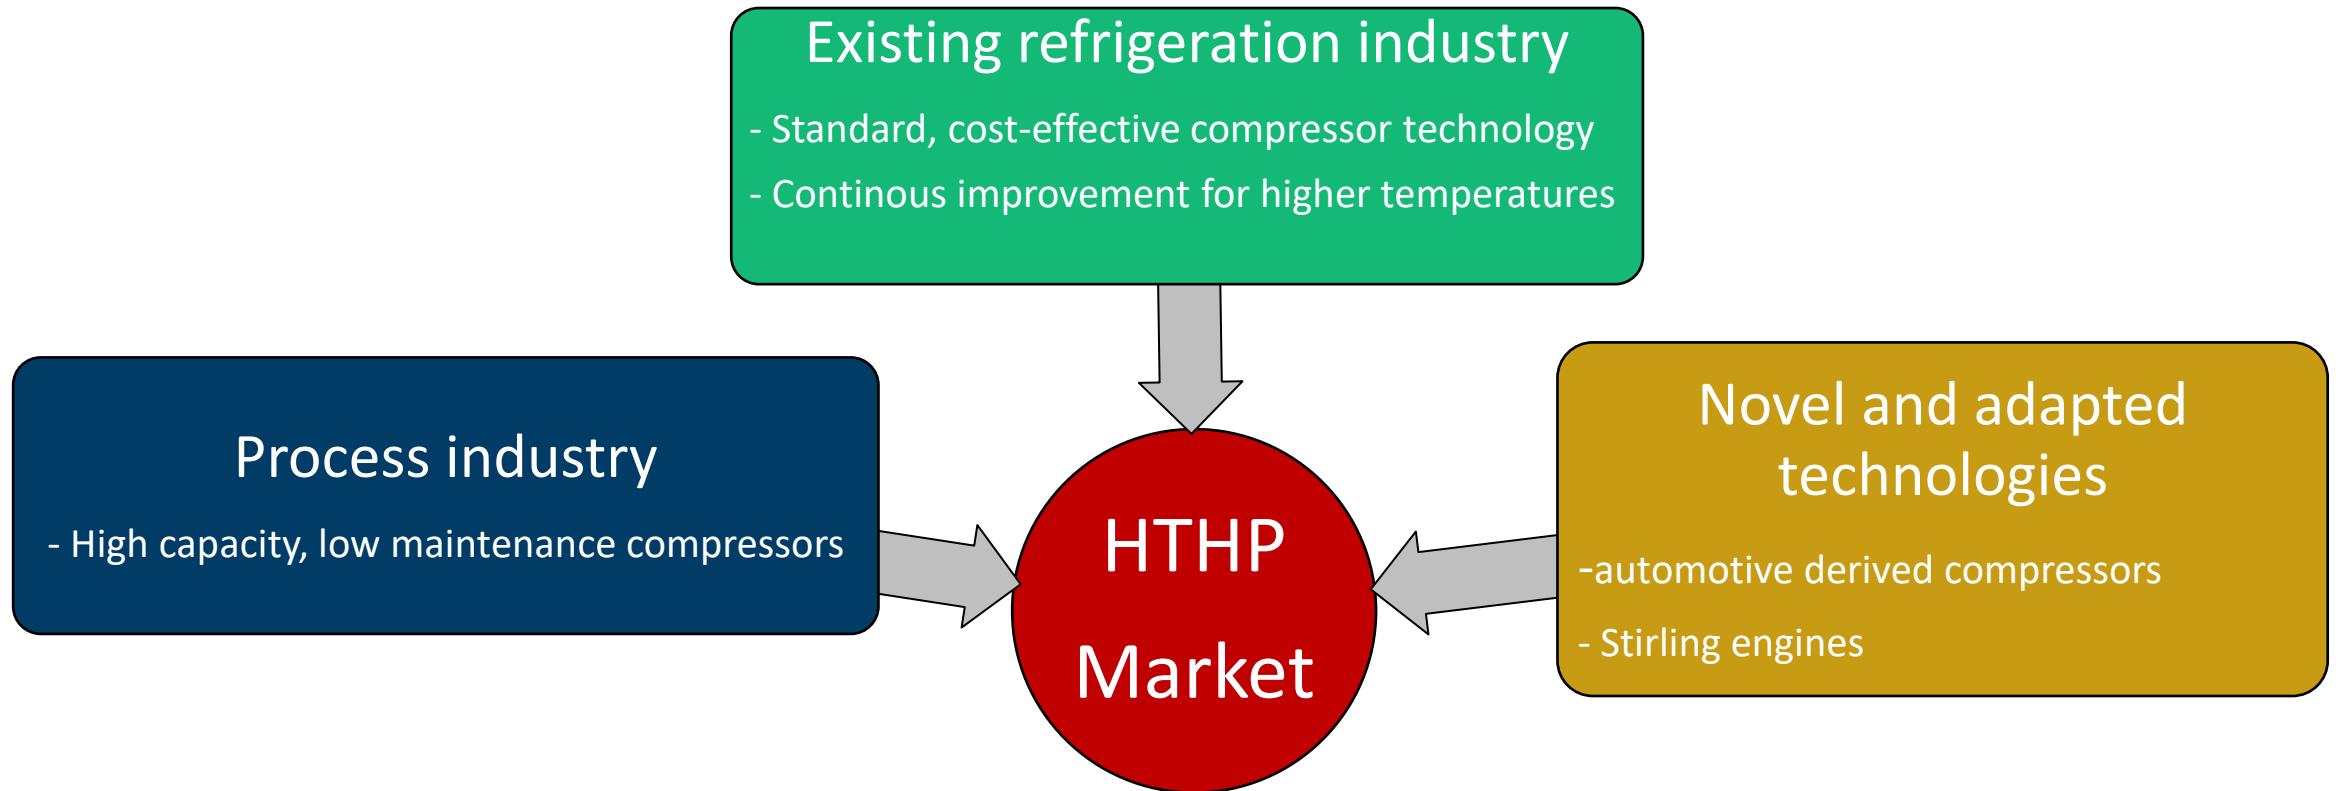 Existing refrigeration industry
- Standard, cost-effective compressor technology
- Continous improvement for higher temperatures
Process industry
- High capacity, low maintenance compressors
Novel and adapted
technologies
-automotive derived compressors
- Stirling engines
HTHP
Market